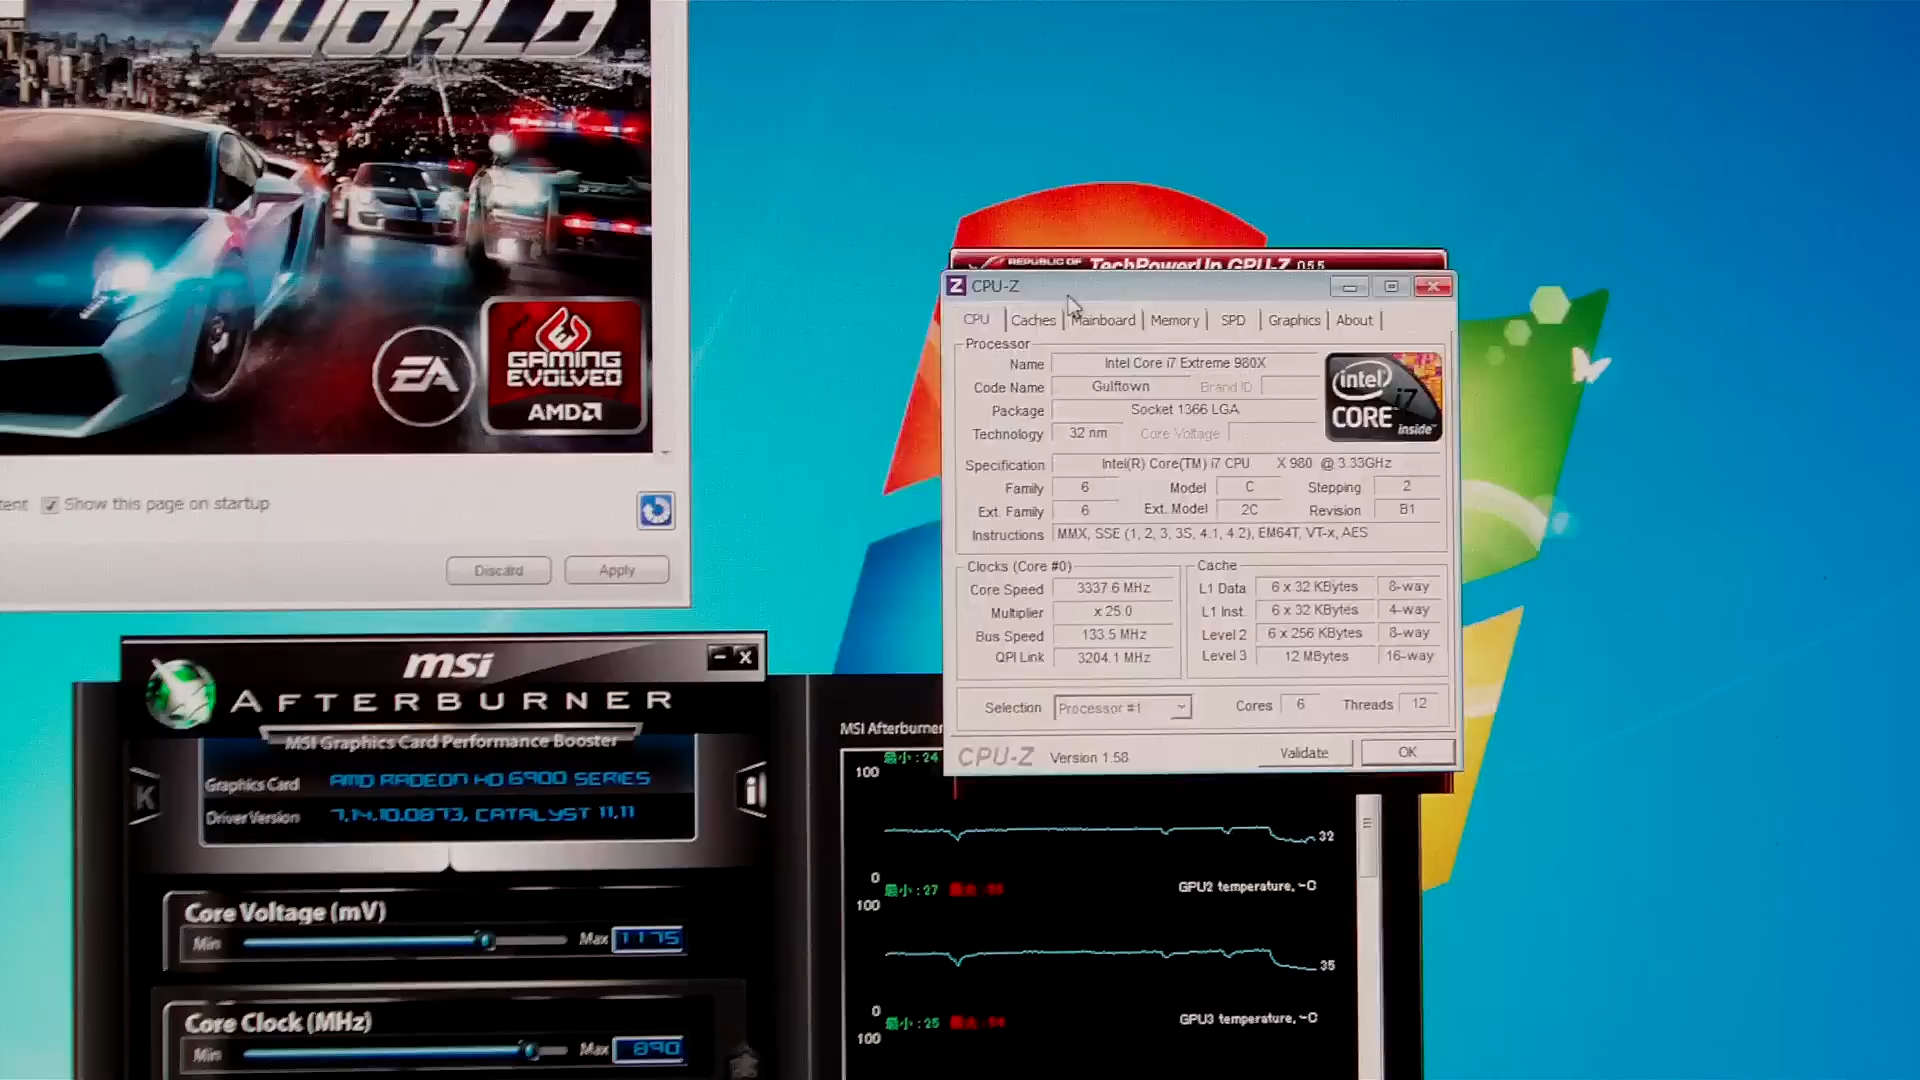 WORLD
EA
GAMING
EVOLVED
AMD
Show this page on startup
Discard
Apply
REPUBLIC OF
TechPowerUp GPU-Z 0.5.5
Z CPU-Z
CPU Caches Mainboard Memory SPD Graphics About
Processor
Name Intel Core i7 Extreme 980X
Code Name Gulftown Brand ID
Package Socket 1366 LGA
Technology 32 nm Core Voltage
intel
CORE i7
inside™
Specification Intel(R) Core(TM) i7 CPU X 980 @ 3.33GHz
Family 6 Model C Stepping 2
Ext. Family 6 Ext. Model 2C Revision B1
Instructions MMX, SSE (1, 2, 3, 3S, 4.1, 4.2), EM64T, VT-x, AES
Clocks (Core #0)
Core Speed 3337.6 MHz
Multiplier x 25.0
Bus Speed 133.5 MHz
QPI Link 3204.1 MHz
Cache
L1 Data 6 x 32 KBytes 8-way
L1 Inst. 6 x 32 KBytes 4-way
Level 2 6 x 256 KBytes 8-way
Level 3 12 MBytes 16-way
Selection Processor #1 Cores 6 Threads 12
CPU-Z Version 1.58 Validate OK
msi
AFTERBURNER
MSI Graphics Card Performance Booster
Graphics Card AMD RADEON HD 6900 SERIES
Driver Version 7.14.10.0873, CATALYST 11.11
K
i
Core Voltage (mV)
Min Max 1175
Core Clock (MHz)
Min Max 890
MSI Afterburner
最小 : 24
100
32
0
最小 : 27
GPU2 temperature, ~C
100
35
0
最小 : 25
GPU3 temperature, ~C
100